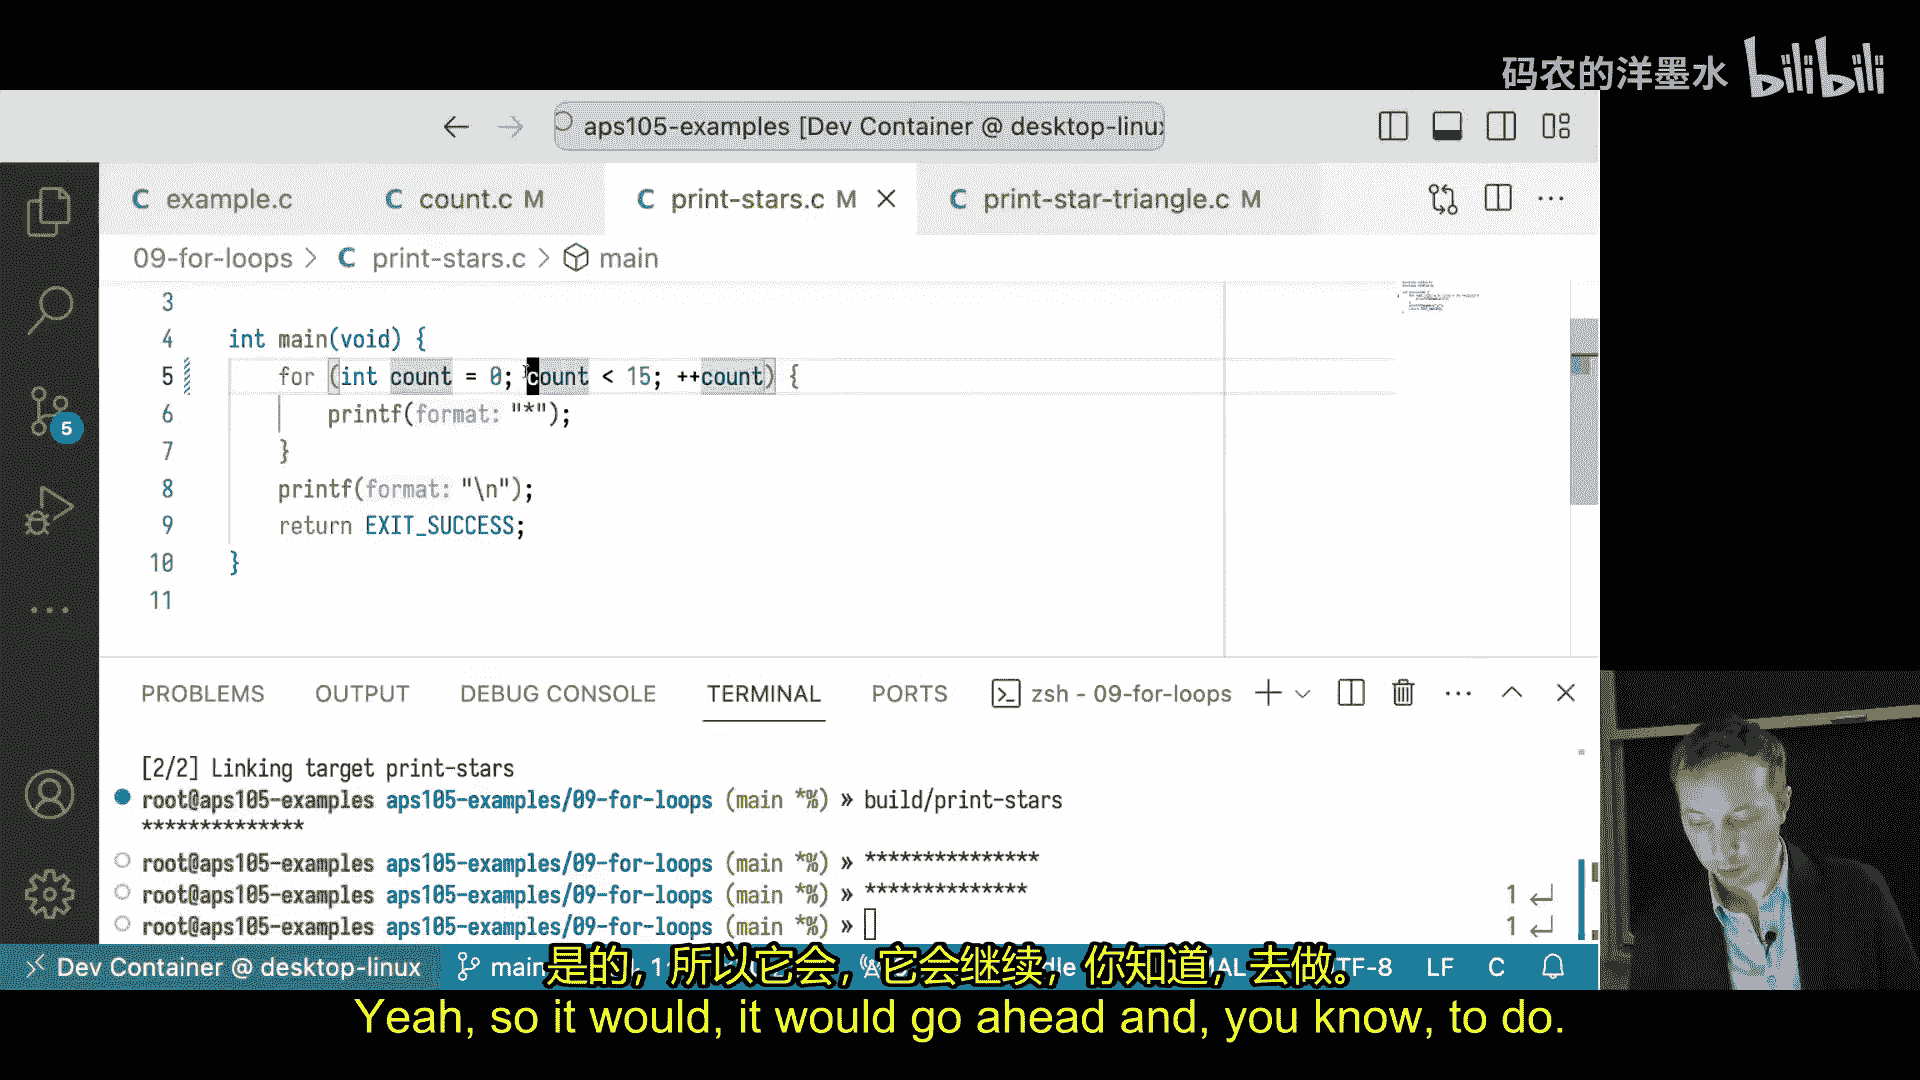 码农的洋墨水 bilibili
aps105-examples [Dev Container @ desktop-linux
example.c
count.c M
print-stars.c M
print-star-triangle.c M
09-for-loops > C print-stars.c > main
3
4 int main(void) {
5 for (int count = 0; count < 15; ++count) {
6 printf(format: "*");
7 }
8 printf(format: "\n");
9 return EXIT_SUCCESS;
10 }
11
5
PROBLEMS OUTPUT DEBUG CONSOLE TERMINAL PORTS zsh - 09-for-loops
[2/2] Linking target print-stars
root@aps105-examples aps105-examples/09-for-loops (main *%) » build/print-stars
**************
root@aps105-examples aps105-examples/09-for-loops (main *%) » ***************
root@aps105-examples aps105-examples/09-for-loops (main *%) » **************
1 ↵
root@aps105-examples aps105-examples/09-for-loops (main *%) »
1 ↵
Dev Container @ desktop-linux main LF C
是的，所以它会，它会继续，你知道，去做。
Yeah, so it would, it would go ahead and, you know, to do.